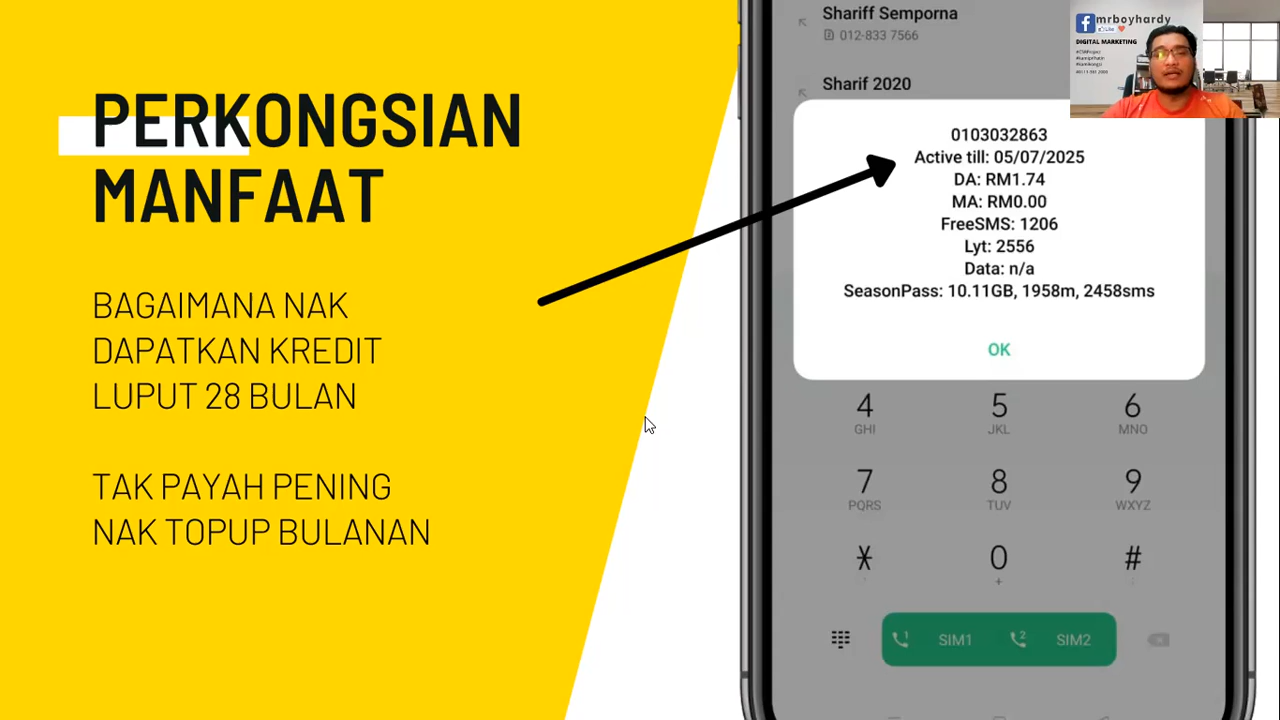 PERKONGSIAN
MANFAAT
BAGAIMANA NAK
DAPATKAN KREDIT
LUPUT 28 BULAN
TAK PAYAH PENING
NAK TOPUP BULANAN
Shariff Semporna
012-833 7566
Sharif 2020
0103032863
Active till: 05/07/2025
DA: RM1.74
MA: RM0.00
FreeSMS: 1206
Lyt: 2556
Data: n/a
SeasonPass: 10.11GB, 1958m, 2458sms
OK
4 5 6
GHI JKL MNO
7 8 9
PQRS TUV WXYZ
* 0 #
+ ;
1 SIM1 2 SIM2
mrboyhardy
Like
DIGITAL MARKETING